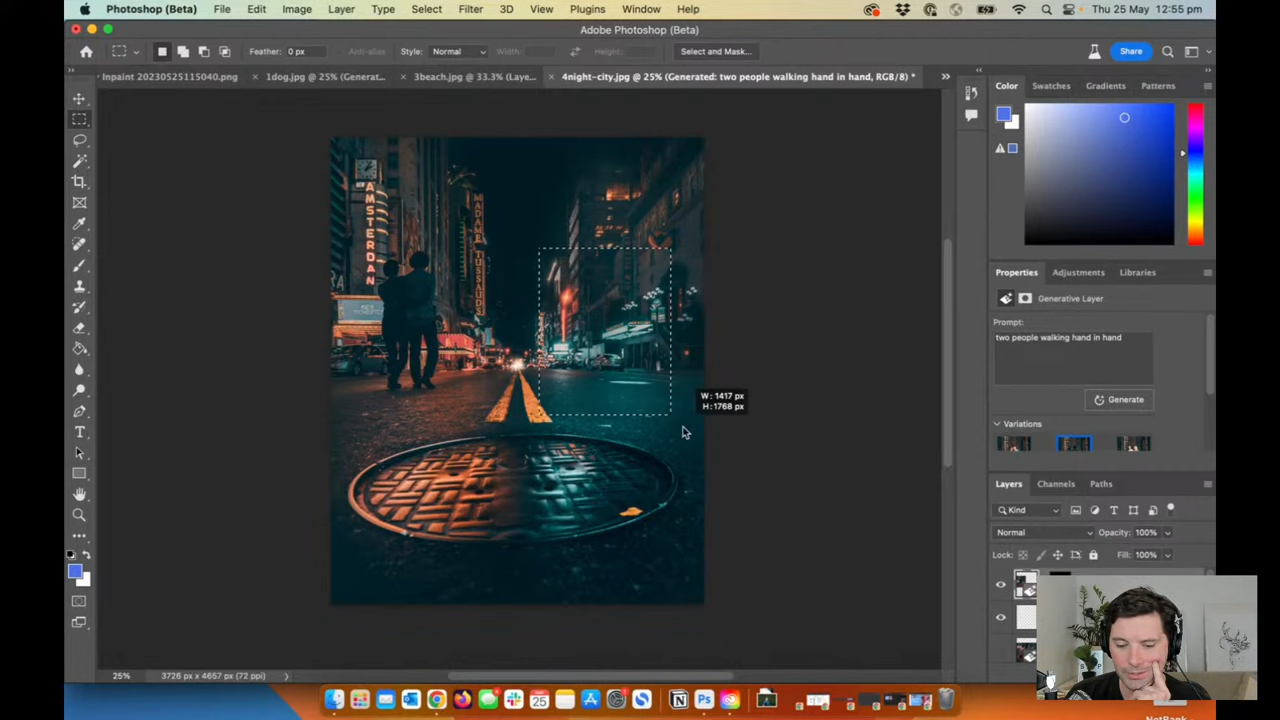 Photoshop (Beta) File Edit Image Layer Type Select Filter 3D View Plugins Window Help Thu 25 May 12:55 pm
Adobe Photoshop (Beta)
Feather: 0 px Anti-alias Style: Normal Width: Height: Select and Mask... Share
Inpaint 20230525115040.png × 1dog.jpg @ 25% (Generat... × 3beach.jpg @ 33.3% (Laye... × 4night-city.jpg @ 25% (Generated: two people walking hand in hand, RGB/8) *
Color Swatches Gradients Patterns
AMSTERDAN
MADAME TUSSAUDS
Properties Adjustments Libraries
Generative Layer
Prompt:
two people walking hand in hand
Generate
Variations
W: 1417 px
H: 1768 px
Layers Channels Paths
Kind
Normal Opacity: 100%
Lock: Fill: 100%
25% 3726 px x 4657 px (72 ppi)
25
NetBank